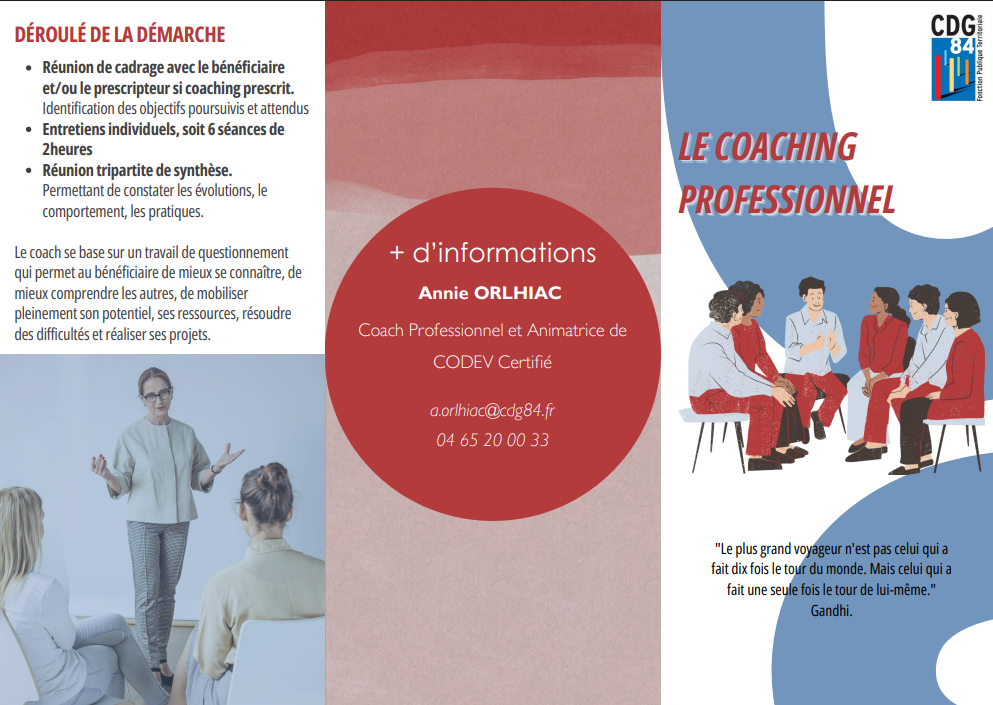 DÉROULÉ DE LA DÉMARCHE
• Réunion de cadrage avec le bénéficiaire
et/ou le prescripteur si coaching prescrit.
Identification des objectifs poursuivis et attendus
• Entretiens individuels, soit 6 séances de
2heures
• Réunion tripartite de synthèse.
Permettant de constater les évolutions, le
comportement, les pratiques.
Le coach se base sur un travail de questionnement
qui permet au bénéficiaire de mieux se connaître, de
mieux comprendre les autres, de mobiliser
pleinement son potentiel, ses ressources, résoudre
des difficultés et réaliser ses projets.
+ d'informations
Annie ORLHIAC
Coach Professionnel et Animatrice de
CODEV Certifié
a.orlhiac@cdg84.fr
04 65 20 00 33
CDG
84
Fonction Publique Territoriale
LE COACHING
PROFESSIONNEL
"Le plus grand voyageur n'est pas celui qui a
fait dix fois le tour du monde. Mais celui qui a
fait une seule fois le tour de lui-même."
Gandhi.